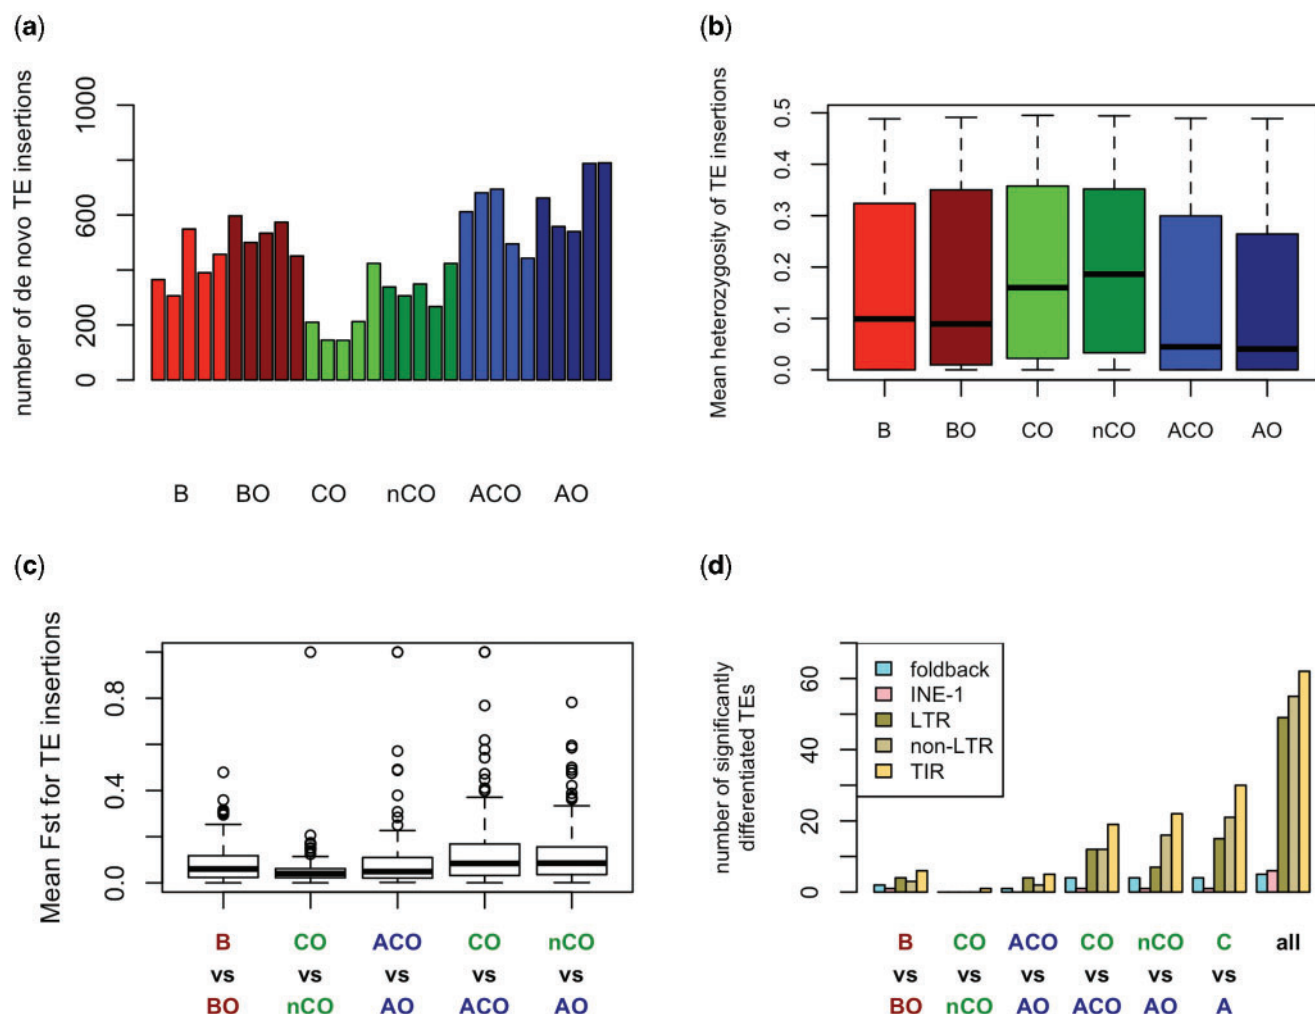 (a)
number of de novo TE insertions
1000
600
200
0
B BO CO nCO ACO AO
(b)
Mean heterozygosity of TE insertions
0.5
0.4
0.3
0.2
0.1
0.0
B BO CO nCO ACO AO
(c)
Mean Fst for TE insertions
0.8
0.4
0.0
B CO ACO CO nCO
vs vs vs vs vs
BO nCO AO ACO AO
(d)
number of significantly
differentiated TEs
60
40
20
0
foldback
INE-1
LTR
non-LTR
TIR
B CO ACO CO nCO C all
vs vs vs vs vs vs
BO nCO AO ACO AO A